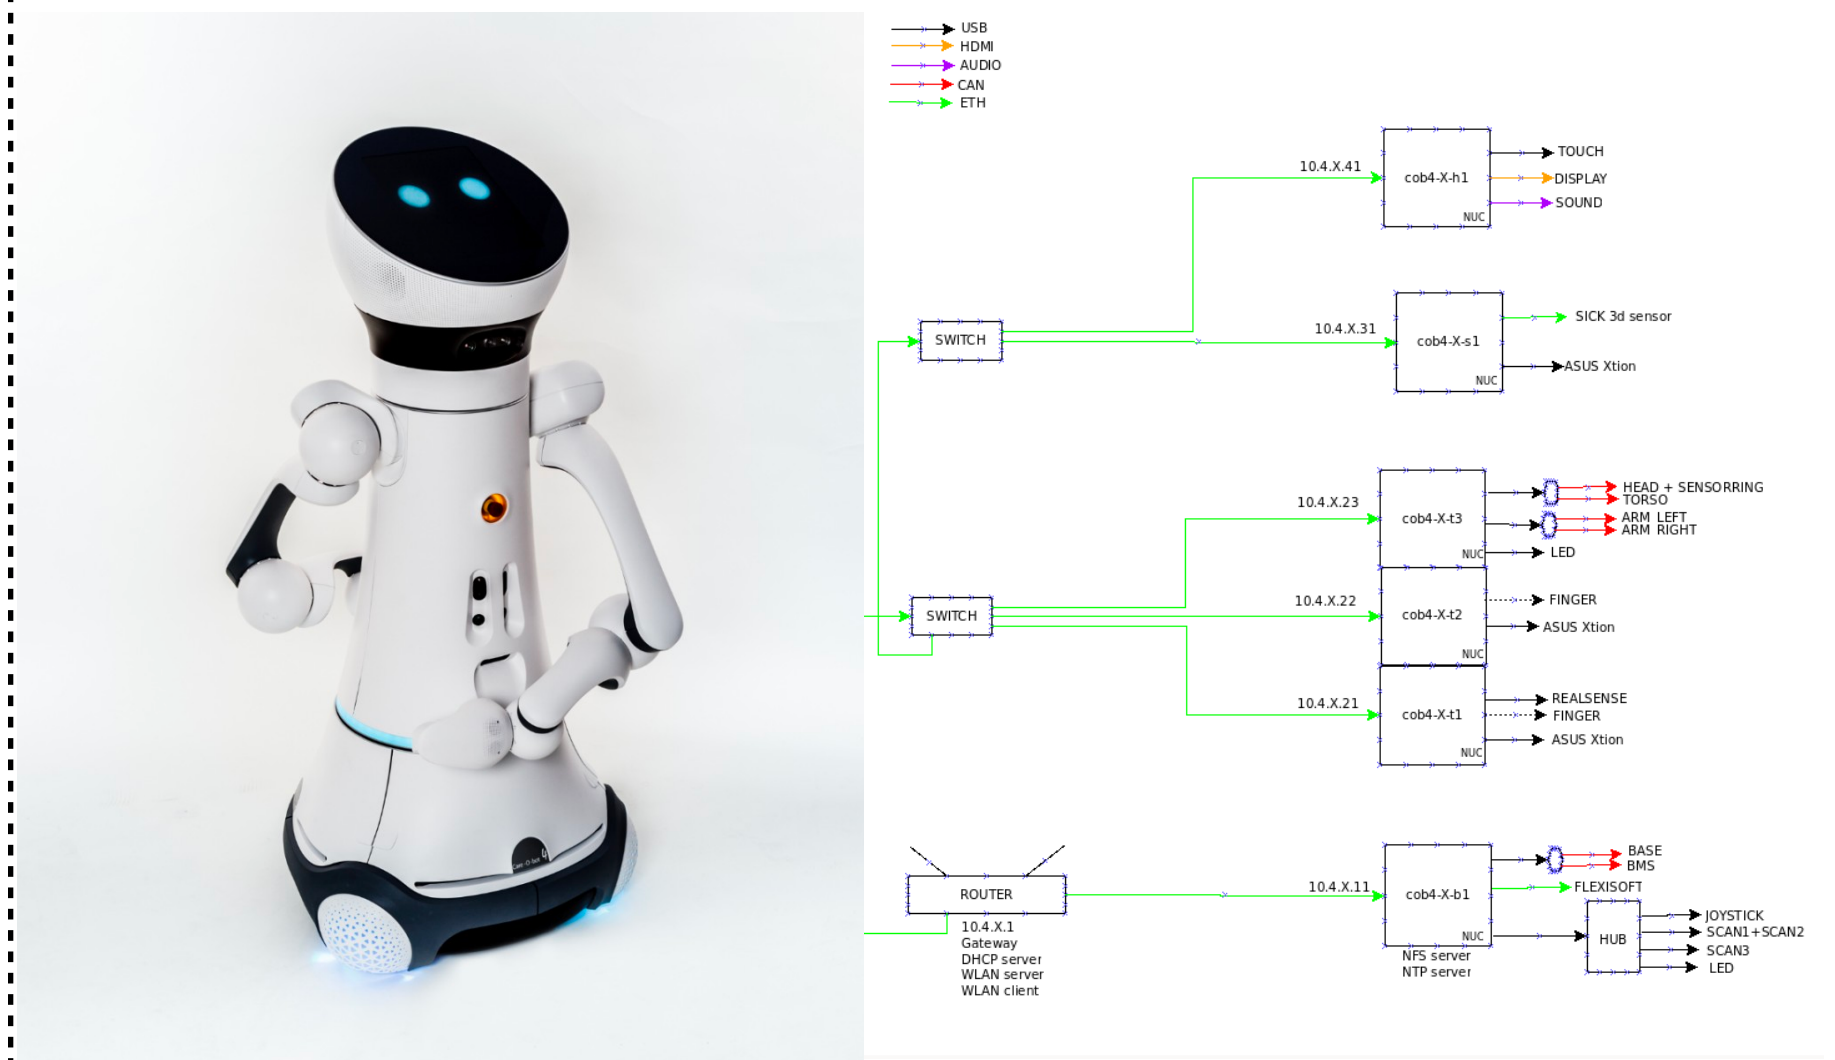 USB
HDMI
AUDIO
CAN
ETH
10.4.X.41
cob4-X-h1
NUC
TOUCH
DISPLAY
SOUND
SWITCH
10.4.X.31
cob4-X-s1
NUC
SICK 3d sensor
ASUS Xtion
10.4.X.23
cob4-X-t3
NUC
HEAD + SENSORRING
TORSO
ARM LEFT
ARM RIGHT
LED
SWITCH
10.4.X.22
cob4-X-t2
NUC
FINGER
ASUS Xtion
10.4.X.21
cob4-X-t1
NUC
REALSENSE
FINGER
ASUS Xtion
Care-O-bot 4
ROUTER
10.4.X.1
Gateway
DHCP server
WLAN server
WLAN client
10.4.X.11
cob4-X-b1
NUC
NFS server
NTP server
BASE
BMS
FLEXISOFT
HUB
JOYSTICK
SCAN1+SCAN2
SCAN3
LED